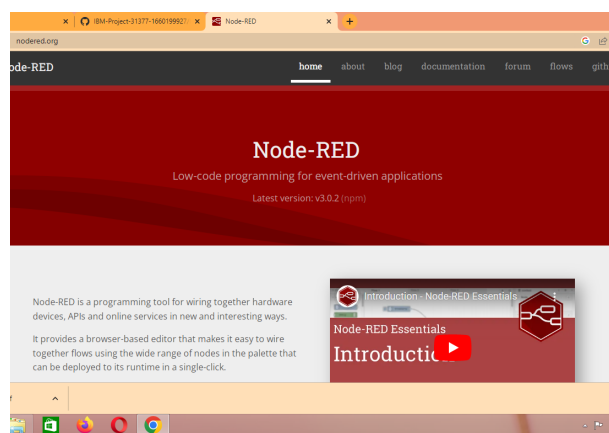 IBM-Project-31377-1660199927
Node-RED
nodered.org
ode-RED
home about blog documentation forum flows gith
Node-RED
Low-code programming for event-driven applications
Latest version: v3.0.2 (npm)
Node-RED is a programming tool for wiring together hardware
devices, APIs and online services in new and interesting ways.
It provides a browser-based editor that makes it easy to wire
together flows using the wide range of nodes in the palette that
can be deployed to its runtime in a single-click.
Introduction - Node-RED Essentials
Node-RED Essentials
Introduction